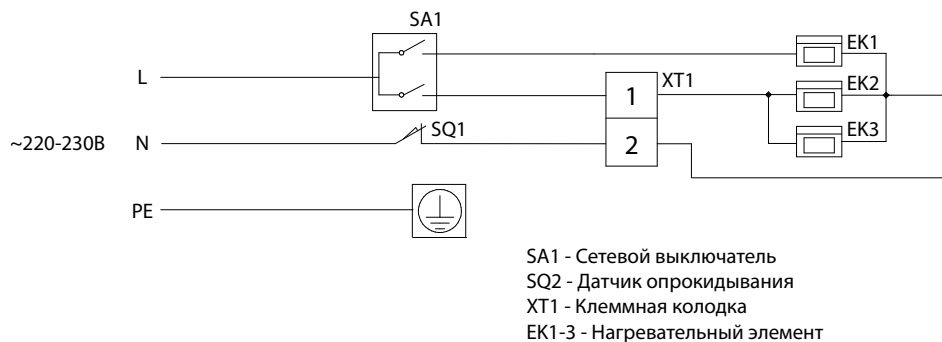 SA1
EK1
L
XT1
EK2
1
SQ1
EK3
~220-230В
N
2
PE
SA1 - Сетевой выключатель
SQ2 - Датчик опрокидывания
XT1 - Клеммная колодка
EK1-3 - Нагревательный элемент